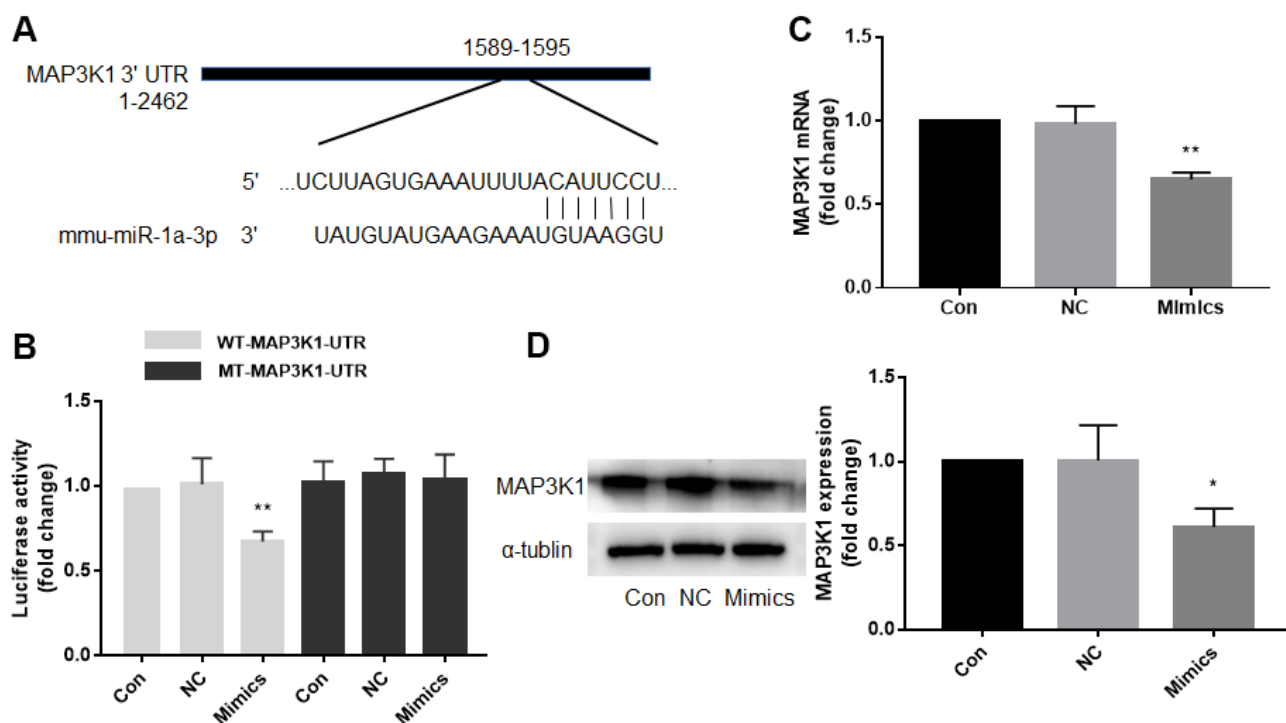 A
1589-1595
MAP3K1 3' UTR
1-2462
5' ...UCUUAGUGAAAUUUUACAUUCCU...
mmu-miR-1a-3p 3' UAUGUAUGAAGAAAUGUAAGGU
B
WT-MAP3K1-UTR
MT-MAP3K1-UTR
Luciferase activity
(fold change)
1.5
1.0
0.5
0.0
**
Con NC Mimics Con NC Mimics
C
MAP3K1 mRNA
(fold change)
1.5
1.0
0.5
0.0
**
Con NC Mimics
D
MAP3K1
α-tublin
Con NC Mimics
MAP3K1 expression
(fold change)
1.5
1.0
0.5
0.0
*
Con NC Mimics